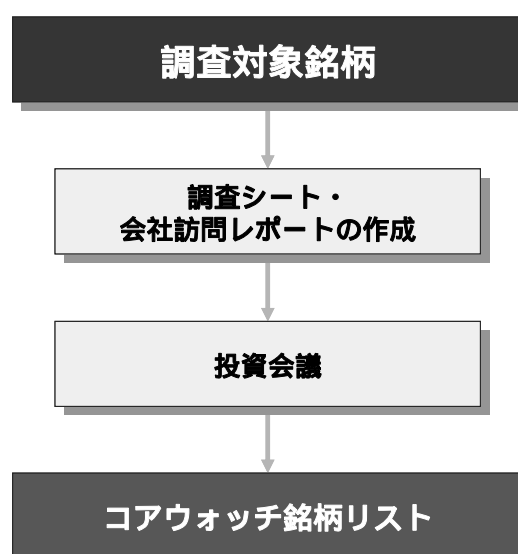 調査対象銘柄
調査シート・
会社訪問レポートの作成
投資会議
コアウォッチ銘柄リスト